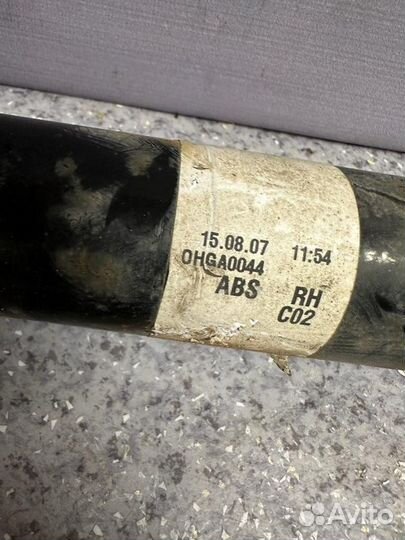 15.08.07 11:54
OHGA0044
ABS RH
C02
Avito